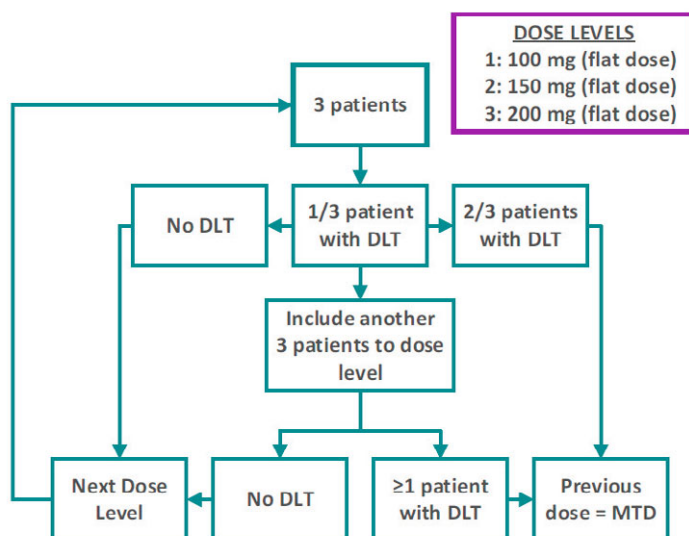 DOSE LEVELS
1: 100 mg (flat dose)
2: 150 mg (flat dose)
3: 200 mg (flat dose)
3 patients
No DLT
1/3 patient
with DLT
2/3 patients
with DLT
Include another
3 patients to dose
level
Next Dose
Level
No DLT
≥1 patient
with DLT
Previous
dose = MTD